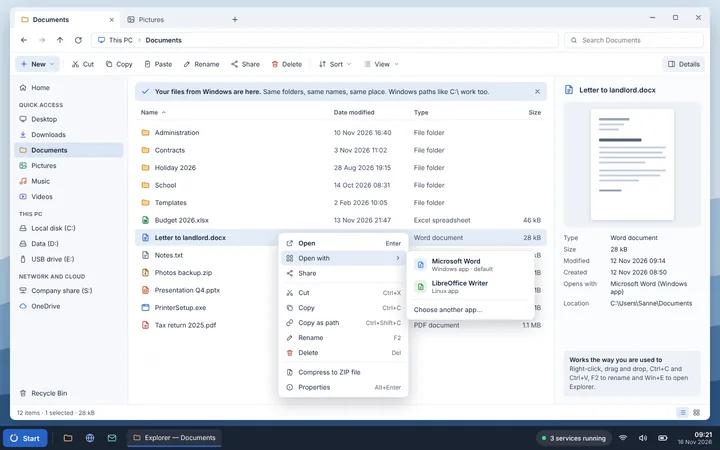 Documents
Pictures
This PC
Documents
Search Documents
New
Cut
Copy
Paste
Rename
Share
Delete
Sort
View
Details
Home
QUICK ACCESS
Desktop
Downloads
Documents
Pictures
Music
Videos
THIS PC
Local disk (C:)
Data (D:)
USB drive (E:)
NETWORK AND CLOUD
Company share (S:)
OneDrive
Recycle Bin
Your files from Windows are here. Same folders, same names, same place. Windows paths like C:\ work too.
Name Date modified Type Size
Administration 10 Nov 2026 16:40 File folder
Contracts 3 Nov 2026 11:02 File folder
Holiday 2026 28 Aug 2026 19:15 File folder
School 14 Oct 2026 08:31 File folder
Templates 2 Feb 2026 10:05 File folder
Budget 2026.xlsx 13 Nov 2026 21:47 Excel spreadsheet 46 kB
Letter to landlord.docx Word document 28 kB
Notes.txt
Photos backup.zip
Presentation Q4.pptx
PrinterSetup.exe
Tax return 2025.pdf PDF document 1.1 MB
Open Enter
Open with
Share
Cut Ctrl+X
Copy Ctrl+C
Copy as path Ctrl+Shift+C
Rename F2
Delete Del
Compress to ZIP file
Properties Alt+Enter
Microsoft Word
Windows app · default
LibreOffice Writer
Linux app
Choose another app...
Letter to landlord.docx
Type Word document
Size 28 kB
Modified 12 Nov 2026 09:14
Created 12 Nov 2026 08:50
Opens with Microsoft Word (Windows
app)
Location C:\Users\Sanne\Documents
Works the way you are used to
Right-click, drag and drop, Ctrl+C and
Ctrl+V, F2 to rename and Win+E to open
Explorer.
12 items · 1 selected · 28 kB
Start
Explorer — Documents
3 services running
09:21
16 Nov 2026